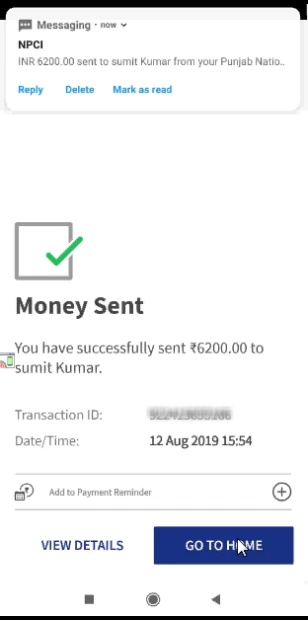 Messaging · now
NPCI
INR 6200.00 sent to sumit Kumar from your Punjab Natio..
Reply Delete Mark as read
Money Sent
You have successfully sent ₹6200.00 to
sumit Kumar.
Transaction ID:
Date/Time: 12 Aug 2019 15:54
Add to Payment Reminder
VIEW DETAILS GO TO HOME